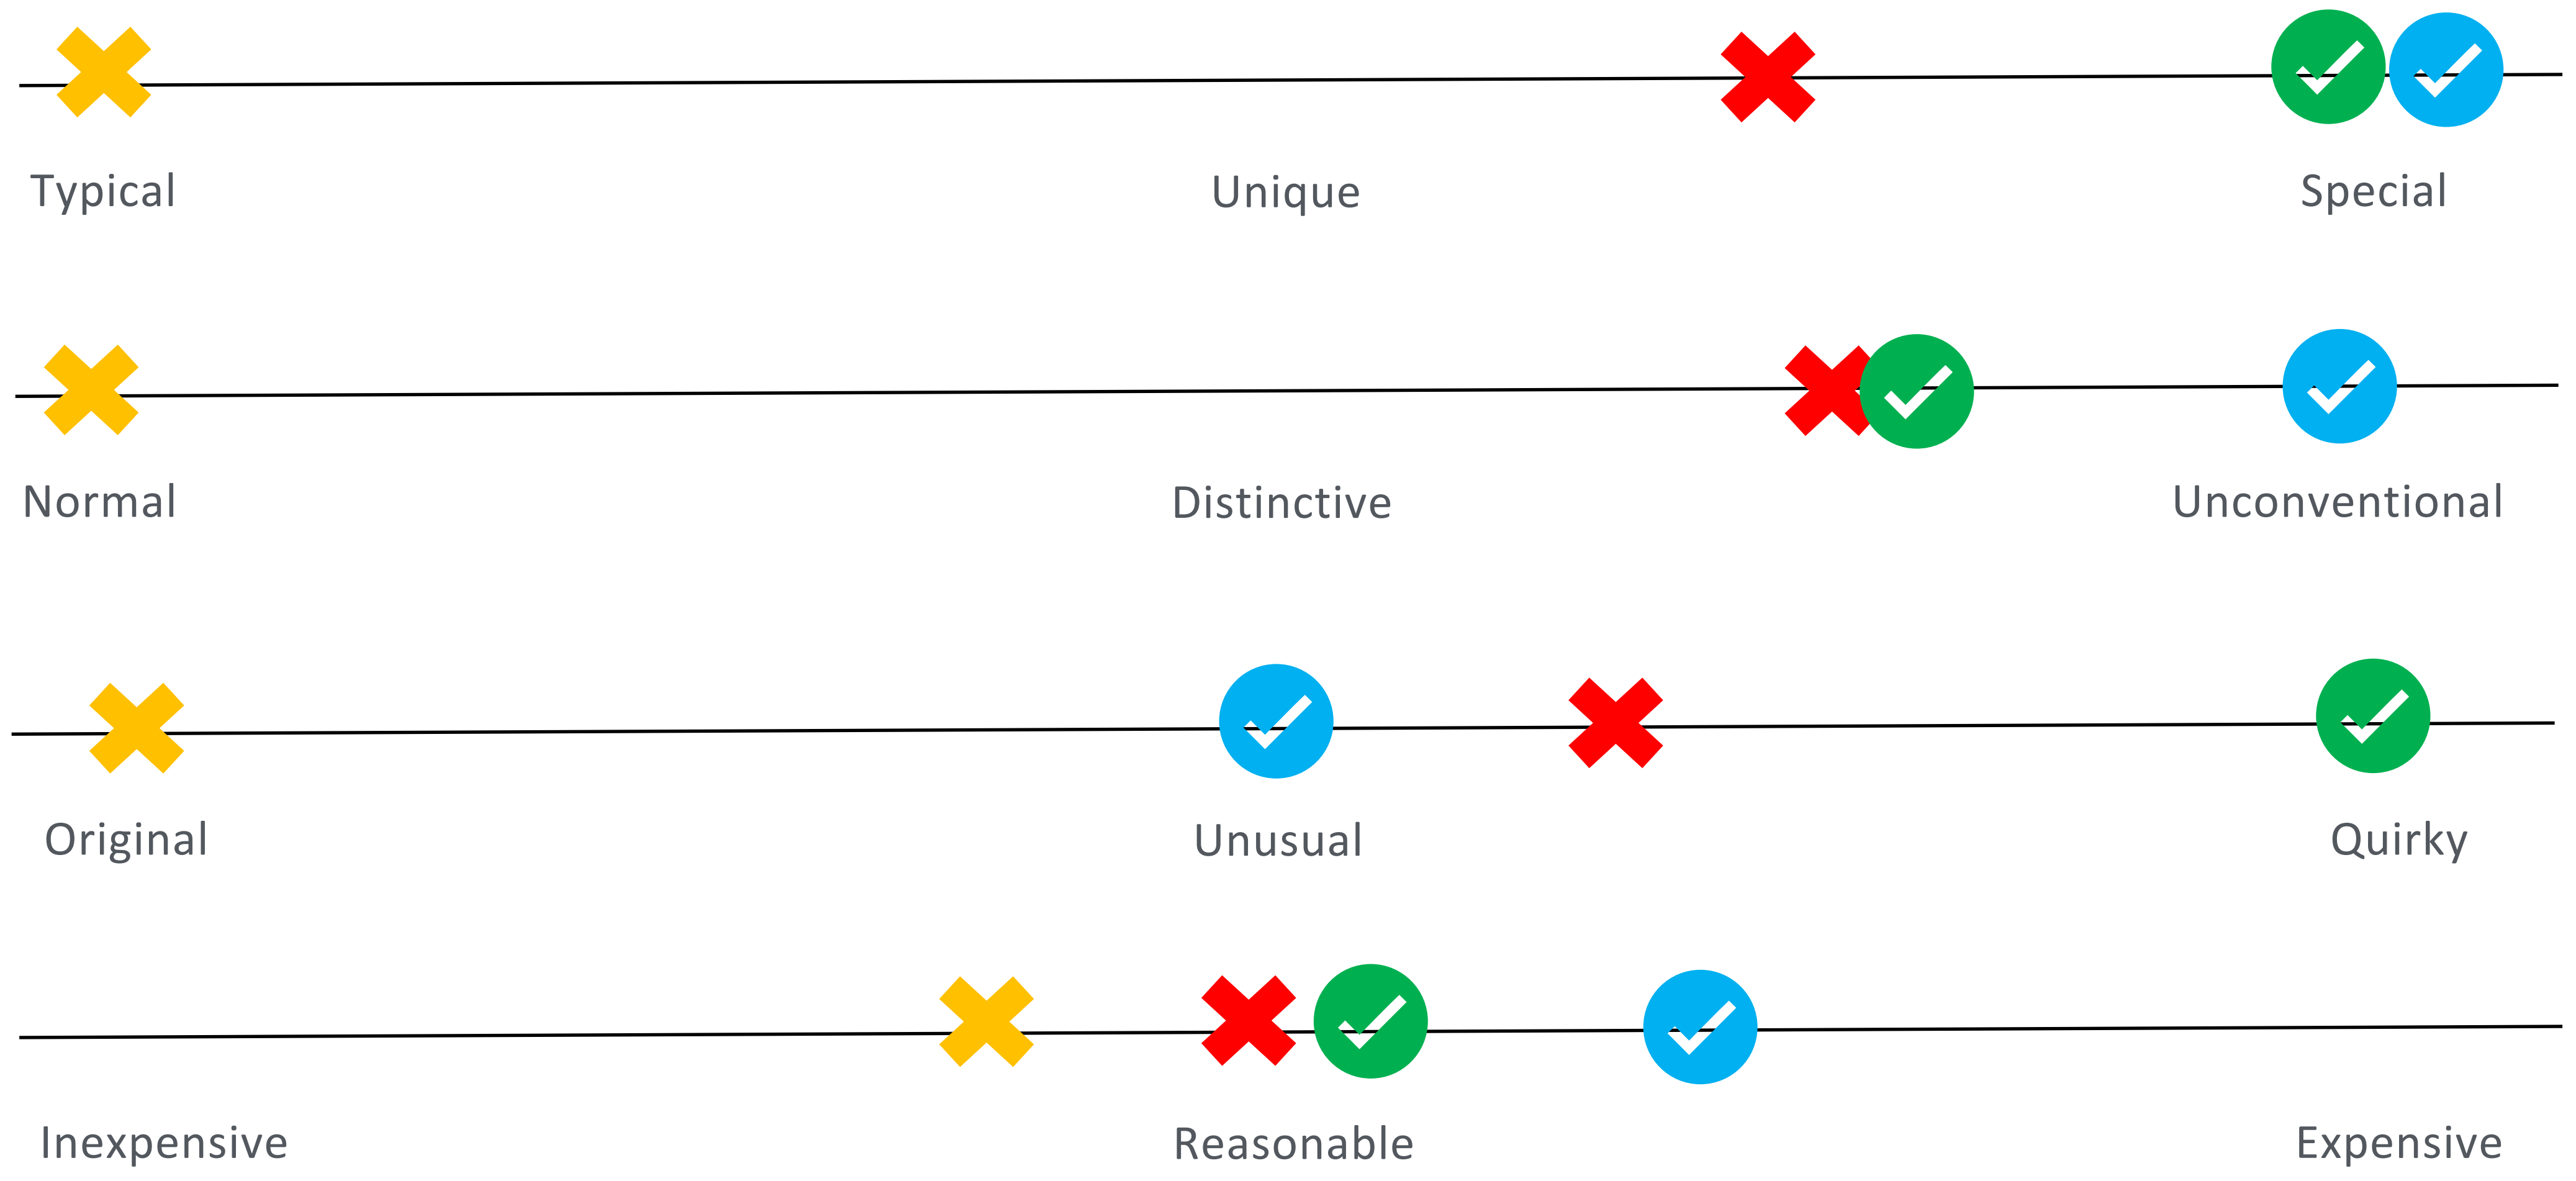 Typical Unique Special
Normal Distinctive Unconventional
Original Unusual Quirky
Inexpensive Reasonable Expensive